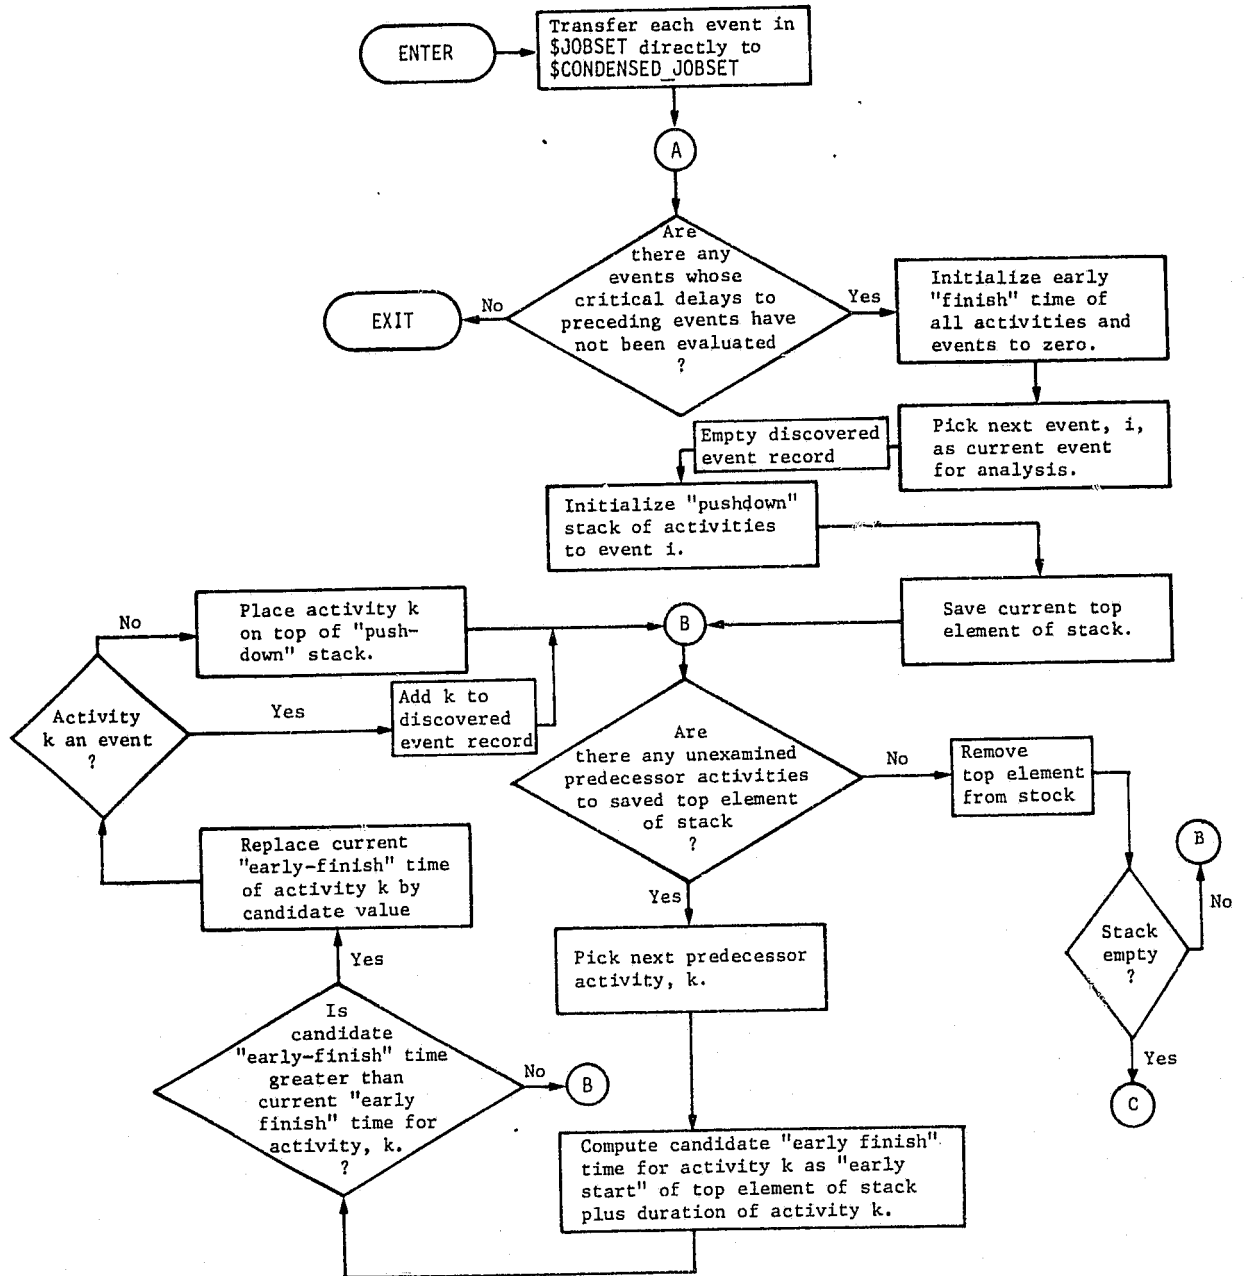 ENTER
Transfer each event in
$JOBSET directly to
$CONDENSED_JOBSET
A
Are
there any
events whose
critical delays to
preceding events have
not been evaluated
?
No
EXIT
Yes
Initialize early
"finish" time of
all activities and
events to zero.
Pick next event, i,
as current event
for analysis.
Empty discovered
event record
Initialize "pushdown"
stack of activities
to event i.
Save current top
element of stack.
B
Place activity k
on top of "push-
down" stack.
No
Activity
k an event
?
Yes
Add k to
discovered
event record
Are
there any unexamined
predecessor activities
to saved top element
of stack
?
No
Remove
top element
from stock
B
No
Stack
empty
?
Yes
C
Yes
Pick next predecessor
activity, k.
Compute candidate "early finish"
time for activity k as "early
start" of top element of stack
plus duration of activity k.
Is
candidate
"early-finish" time
greater than
current "early
finish" time for
activity, k.
?
No
B
Yes
Replace current
"early-finish" time
of activity k by
candidate value